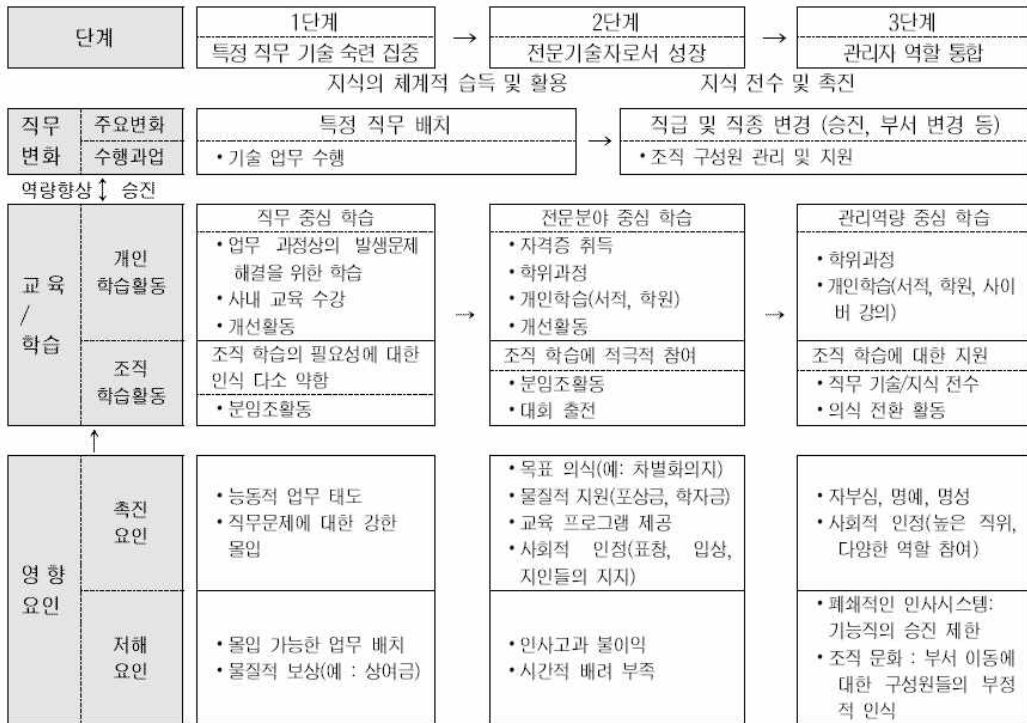 단계
1단계
특정 직무 기술 숙련 집중
→
2단계
전문기술자로서 성장
→
3단계
관리자 역할 통합
지식의 체계적 습득 및 활용
지식 전수 및 촉진
직무
변화
주요변화
수행과업
특정 직무 배치
• 기술 업무 수행
→
직급 및 직종 변경 (승진, 부서 변경 등)
• 조직 구성원 관리 및 지원
역량향상 ↕ 승진
교육
/
학습
개인
학습활동
직무 중심 학습
• 업무 과정상의 발생문제
해결을 위한 학습
• 사내 교육 수강
• 개선활동
전문분야 중심 학습
• 자격증 취득
• 학위과정
• 개인학습(서적, 학원)
• 개선활동
관리역량 중심 학습
• 학위과정
• 개인학습(서적, 학원, 사이
버 강의)
조직
학습활동
조직 학습의 필요성에 대한
인식 다소 약함
• 분임조활동
조직 학습에 적극적 참여
• 분임조활동
• 대회 출전
조직 학습에 대한 지원
• 직무 기술/지식 전수
• 의식 전환 활동
↑
영향
요인
촉진
요인
• 능동적 업무 태도
• 직무문제에 대한 강한
몰입
• 목표 의식(예: 차별화의지)
• 물질적 지원(포상금, 학자금)
• 교육 프로그램 제공
• 사회적 인정(표창, 입상,
지인들의 지지)
• 자부심, 명예, 명성
• 사회적 인정(높은 직위,
다양한 역할 참여)
저해
요인
• 몰입 가능한 업무 배치
• 물질적 보상(예 : 상여금)
• 인사고과 불이익
• 시간적 배려 부족
• 폐쇄적인 인사시스템:
기능직의 승진 제한
• 조직 문화 : 부서 이동에
대한 구성원들의 부정
적 인식